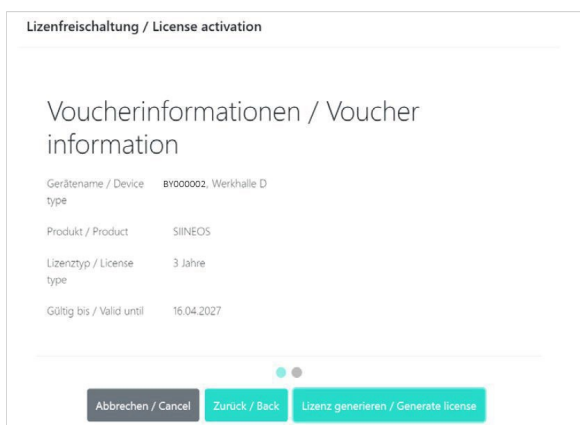 Lizenfreischaltung / License activation
Voucherinformationen / Voucher
information
Gerätename / Device BY000002, Werkhalle D
type
Produkt / Product SIINEOS
Lizenztyp / License 3 Jahre
type
Gültig bis / Valid until 16.04.2027
Abbrechen / Cancel Zurück / Back Lizenz generieren / Generate license